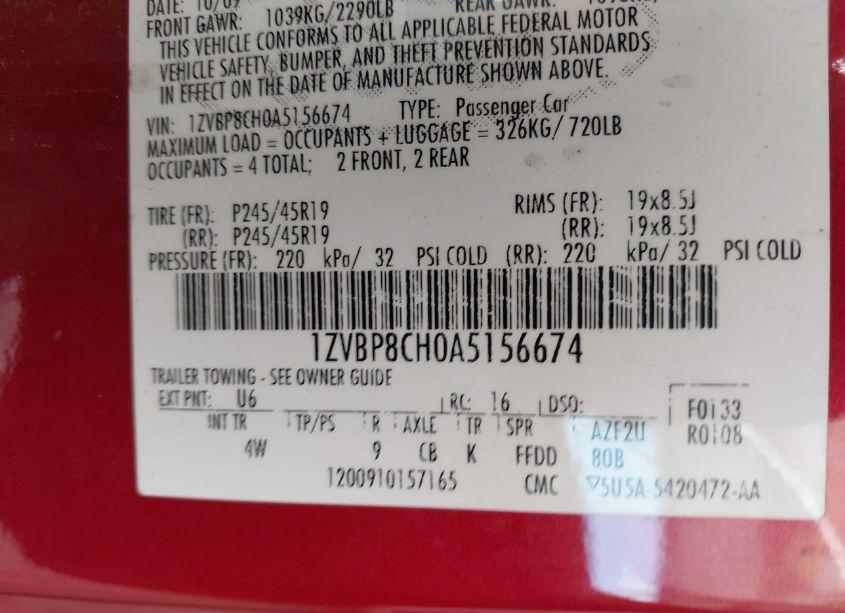 DATE: 10/09
FRONT GAWR: 1039KG/2290LB REAR GAWR:
THIS VEHICLE CONFORMS TO ALL APPLICABLE FEDERAL MOTOR
VEHICLE SAFETY, BUMPER, AND THEFT PREVENTION STANDARDS
IN EFFECT ON THE DATE OF MANUFACTURE SHOWN ABOVE.
VIN: 1ZVBP8CH0A5156674 TYPE: Passenger Car
MAXIMUM LOAD = OCCUPANTS + LUGGAGE = 326KG/ 720LB
OCCUPANTS = 4 TOTAL; 2 FRONT, 2 REAR
TIRE (FR): P245/45R19 RIMS (FR): 19x8.5J
(RR): P245/45R19 (RR): 19x8.5J
PRESSURE (FR): 220 kPa/ 32 PSI COLD (RR): 220 kPa/ 32 PSI COLD
1ZVBP8CH0A5156674
TRAILER TOWING - SEE OWNER GUIDE
EXT PNT: U6 RC: 16 DSO: F0133
INT TR TP/PS R AXLE TR SPR AZF2U R0108
4W 9 CB K FFDD 80B
1200910157165 CMC 5U5A 5420472-AA